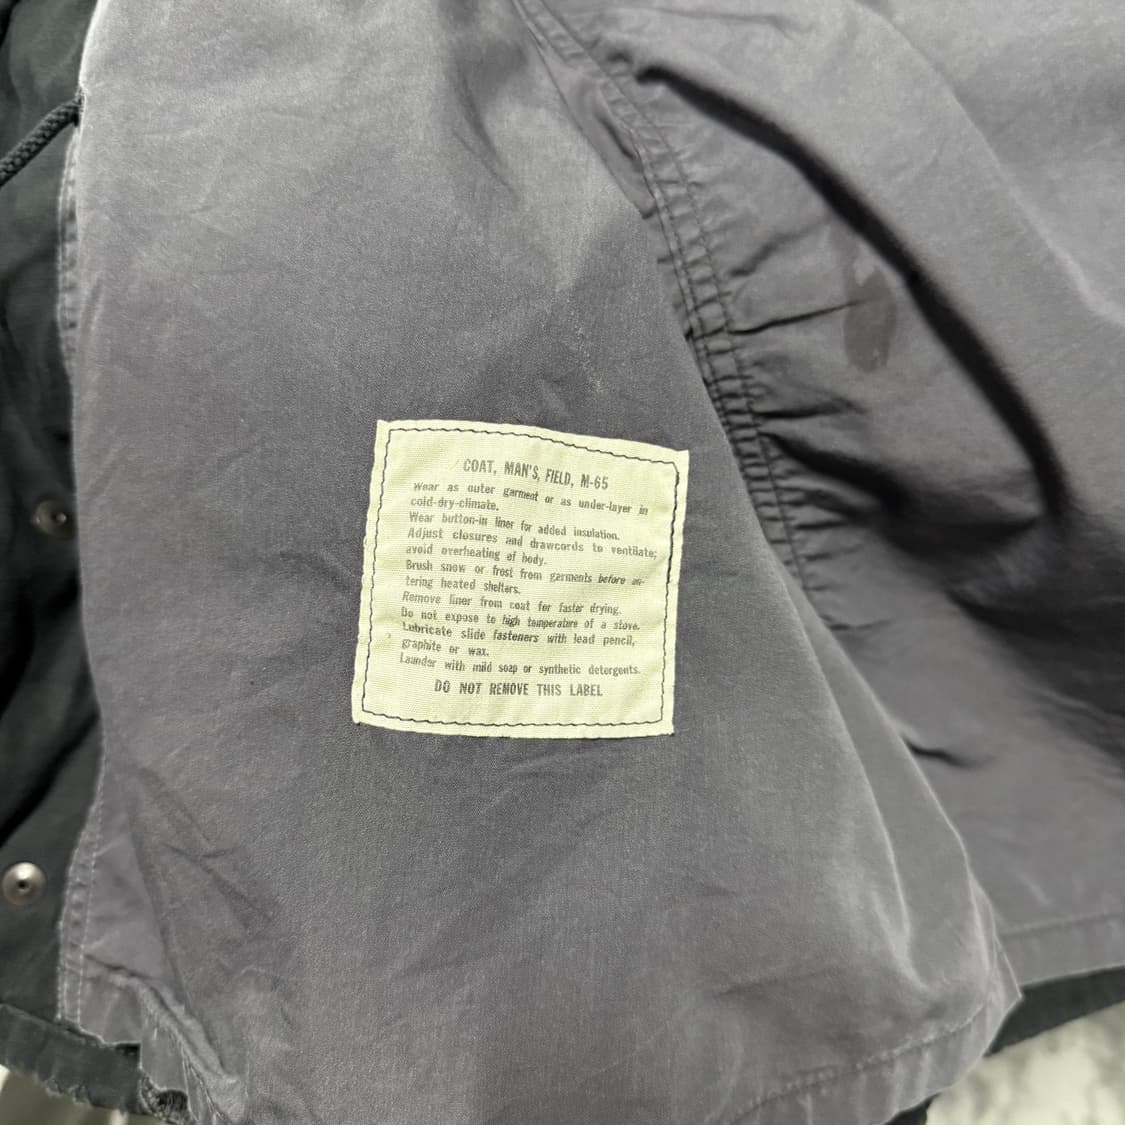 COAT, MAN'S, FIELD, M-65
Wear as outer garment or as under-layer in
cold-dry-climate.
Wear button-in liner for added insulation.
Adjust closures and drawcords to ventilate;
avoid overheating of body.
Brush snow or frost from garments before en-
tering heated shelters.
Remove liner from coat for faster drying.
Do not expose to high temperature of a stove.
Lubricate slide fasteners with lead pencil,
graphite or wax.
Launder with mild soap or synthetic detergents.
DO NOT REMOVE THIS LABEL